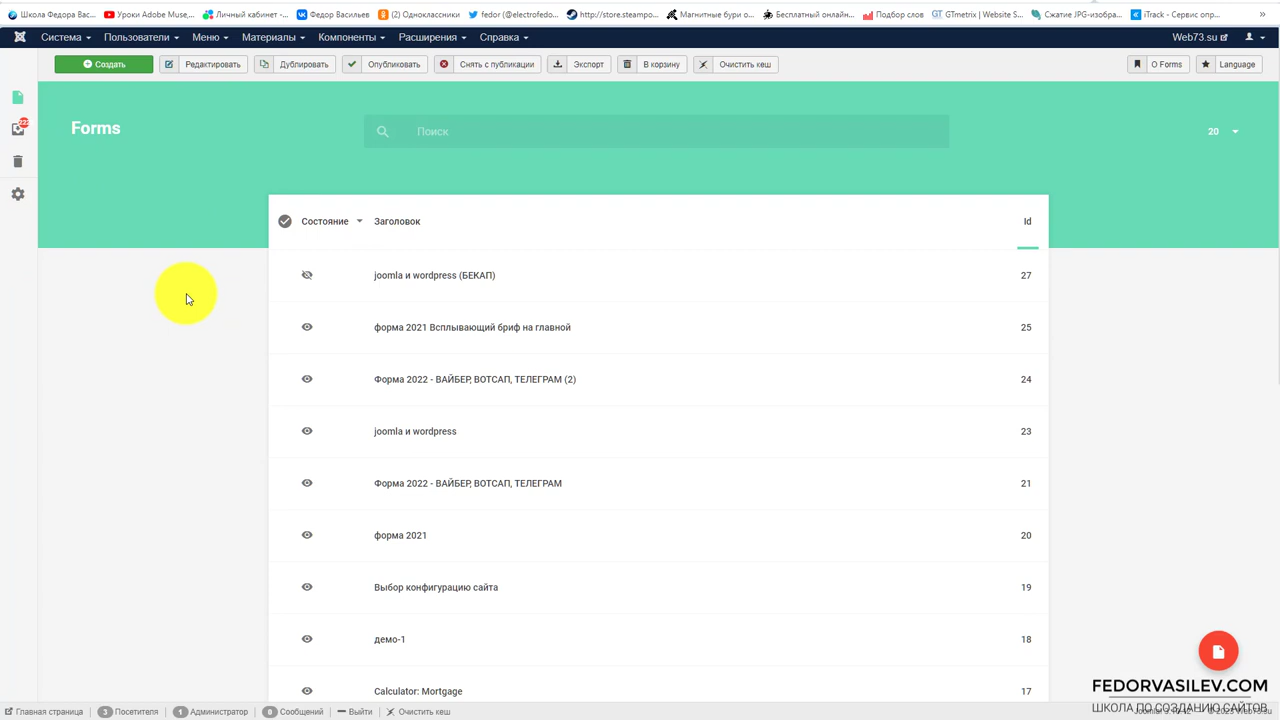 Школа Федора Вас...
Уроки Adobe Muse,...
Личный кабинет -...
Федор Васильев
(2) Одноклассники
fedor (@electrofedo...
http://store.steampo...
Магнитные бури о...
Бесплатный онлайн...
Подбор слов
GTmetrix | Website S...
Сжатие JPG-изобра...
iTrack - Сервис опр...
»
Система
Пользователи
Меню
Материалы
Компоненты
Расширения
Справка
Web73.su
Создать
Редактировать
Дублировать
Опубликовать
Снять с публикации
Экспорт
В корзину
Очистить кеш
О Forms
Language
Forms
Поиск
20
Состояние
Заголовок
Id
joomla и wordpress (БЕКАП)
27
форма 2021 Всплывающий бриф на главной
25
Форма 2022 - ВАЙБЕР, ВОТСАП, ТЕЛЕГРАМ (2)
24
joomla и wordpress
23
Форма 2022 - ВАЙБЕР, ВОТСАП, ТЕЛЕГРАМ
21
форма 2021
20
Выбор конфигурацию сайта
19
демо-1
18
Calculator: Mortgage
17
FEDORVASILEV.COM
ШКОЛА ПО СОЗДАНИЮ САЙТОВ
Главная страница
3 Посетителя
1 Администратор
0 Сообщений
Выйти
Очистить кеш